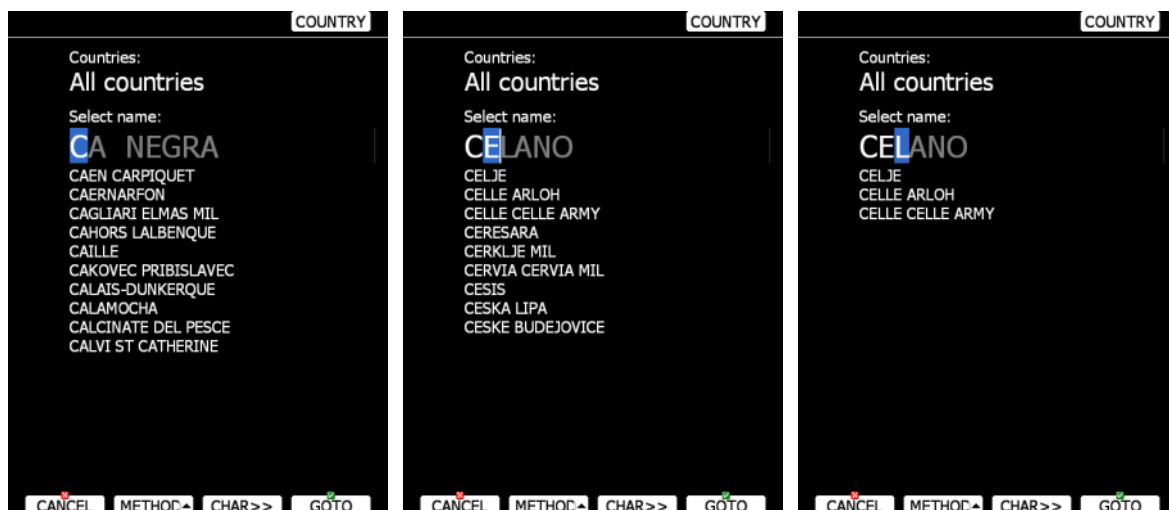 COUNTRY
Countries:
All countries
Select name:
CA NEGRA
CAEN CARPIQUET
CAERNARFON
CAGLIARI ELMAS MIL
CAHORS LALBENQUE
CAILLE
CAKOVEC PRIBISLAVEC
CALAIS-DUNKERQUE
CALAMOCHA
CALCINATE DEL PESCE
CALVI ST CATHERINE
CANCEL METHOD CHAR>> GOTO
COUNTRY
Countries:
All countries
Select name:
CELANO
CELJE
CELLE ARLOH
CELLE CELLE ARMY
CERESARA
CERKLJE MIL
CERVIA CERVIA MIL
CESIS
CESKA LIPA
CESKE BUDEJOVICE
CANCEL METHOD CHAR>> GOTO
COUNTRY
Countries:
All countries
Select name:
CELANO
CELJE
CELLE ARLOH
CELLE CELLE ARMY
CANCEL METHOD CHAR>> GOTO